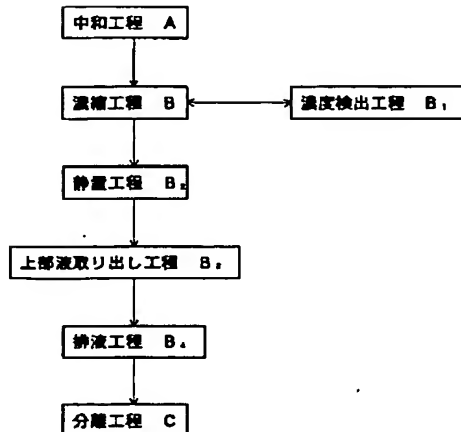 中和工程 A
濃縮工程 B
濃度検出工程 B₁
静置工程 B₂
上部液取り出し工程 B₃
排液工程 B₄
分離工程 C